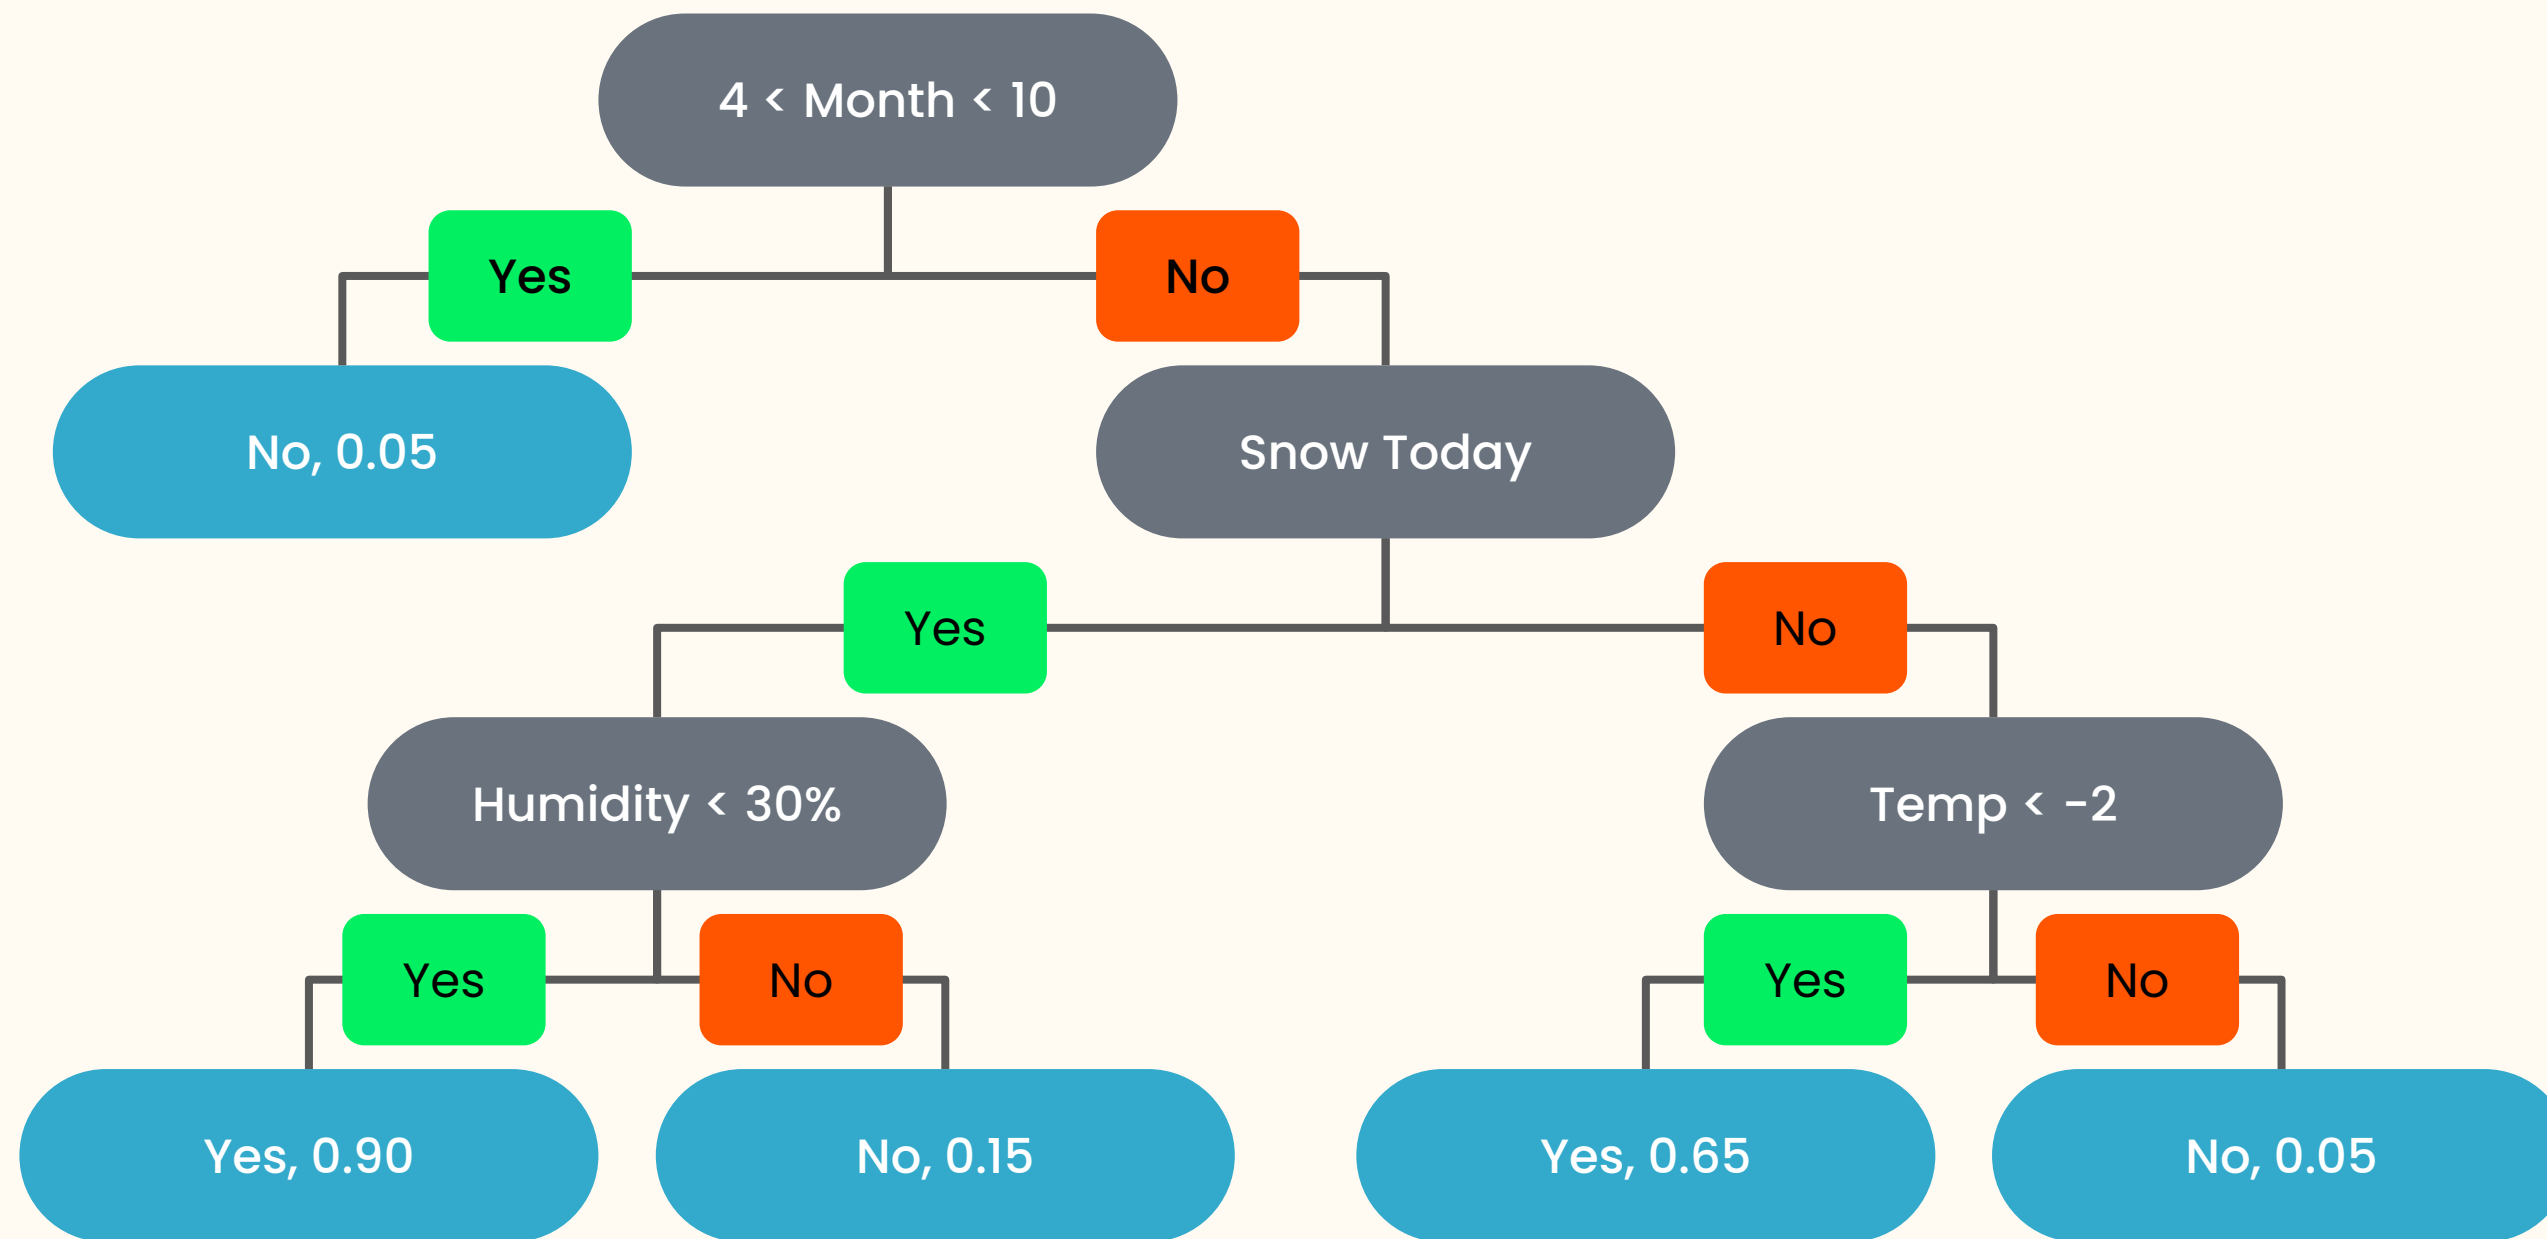 4 < Month < 10
Yes
No
No, 0.05
Snow Today
Yes
No
Humidity < 30%
Temp < -2
Yes
No
Yes
No
Yes, 0.90
No, 0.15
Yes, 0.65
No, 0.05